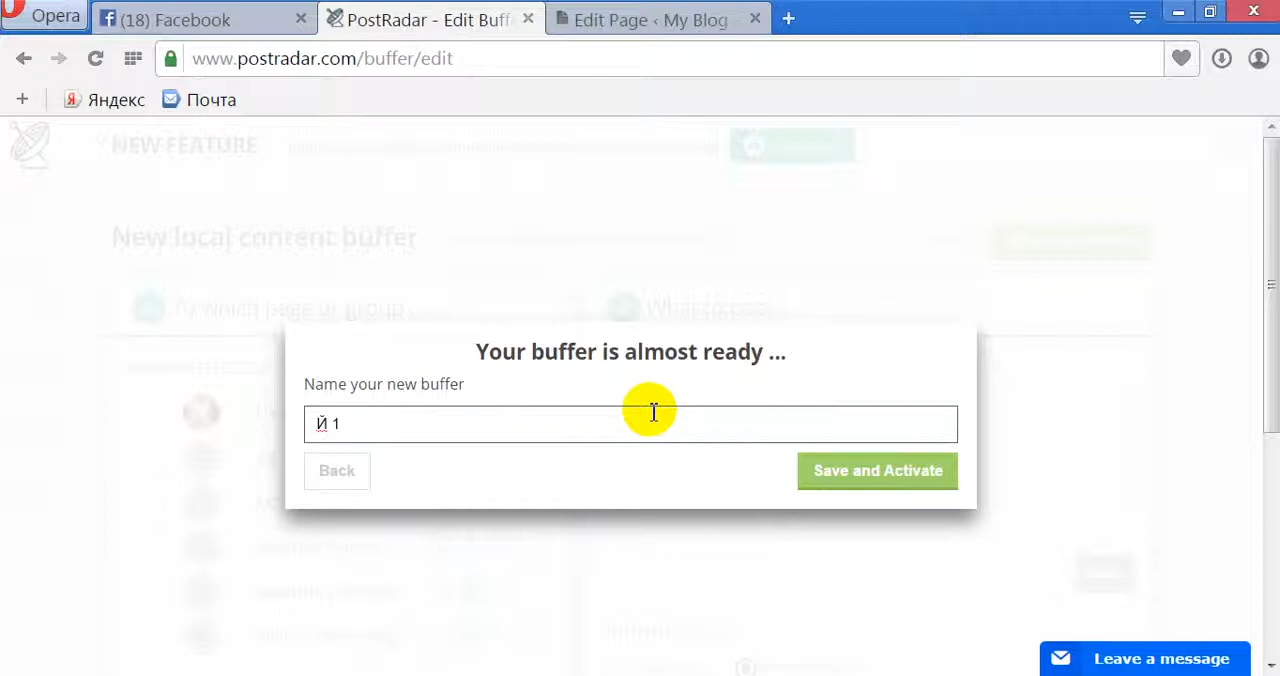 Opera
(18) Facebook
PostRadar - Edit Buff
Edit Page ‹ My Blog
www.postradar.com/buffer/edit
Яндекс
Почта
NEW FEATURE
New local content buffer
To which page or group
Your buffer is almost ready ...
Name your new buffer
Й 1
Back
Save and Activate
Leave a message